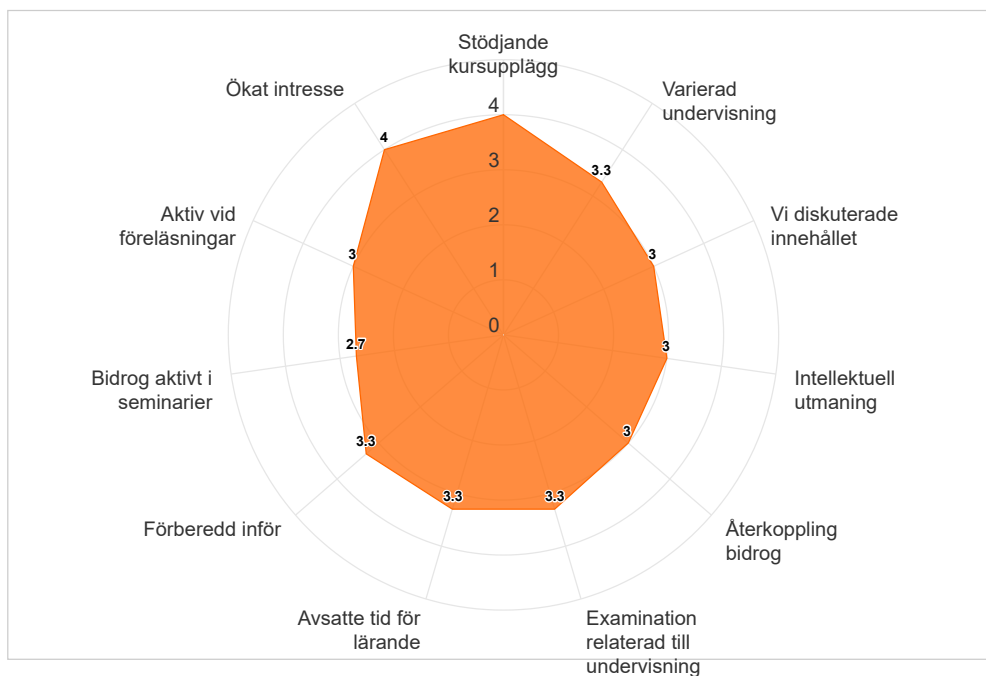 Stödjande
kursupplägg
Ökat intresse
Varierad
undervisning
4
4
3.3
3
Aktiv vid
föreläsningar
Vi diskuterade
innehållet
2
3
3
1
0
2.7
3
Bidrog aktivt i
seminarier
Intellektuell
utmaning
3.3
3
3.3
3.3
Förberedd inför
Återkoppling
bidrog
Avsatte tid för
lärande
Examination
relaterad till
undervisning